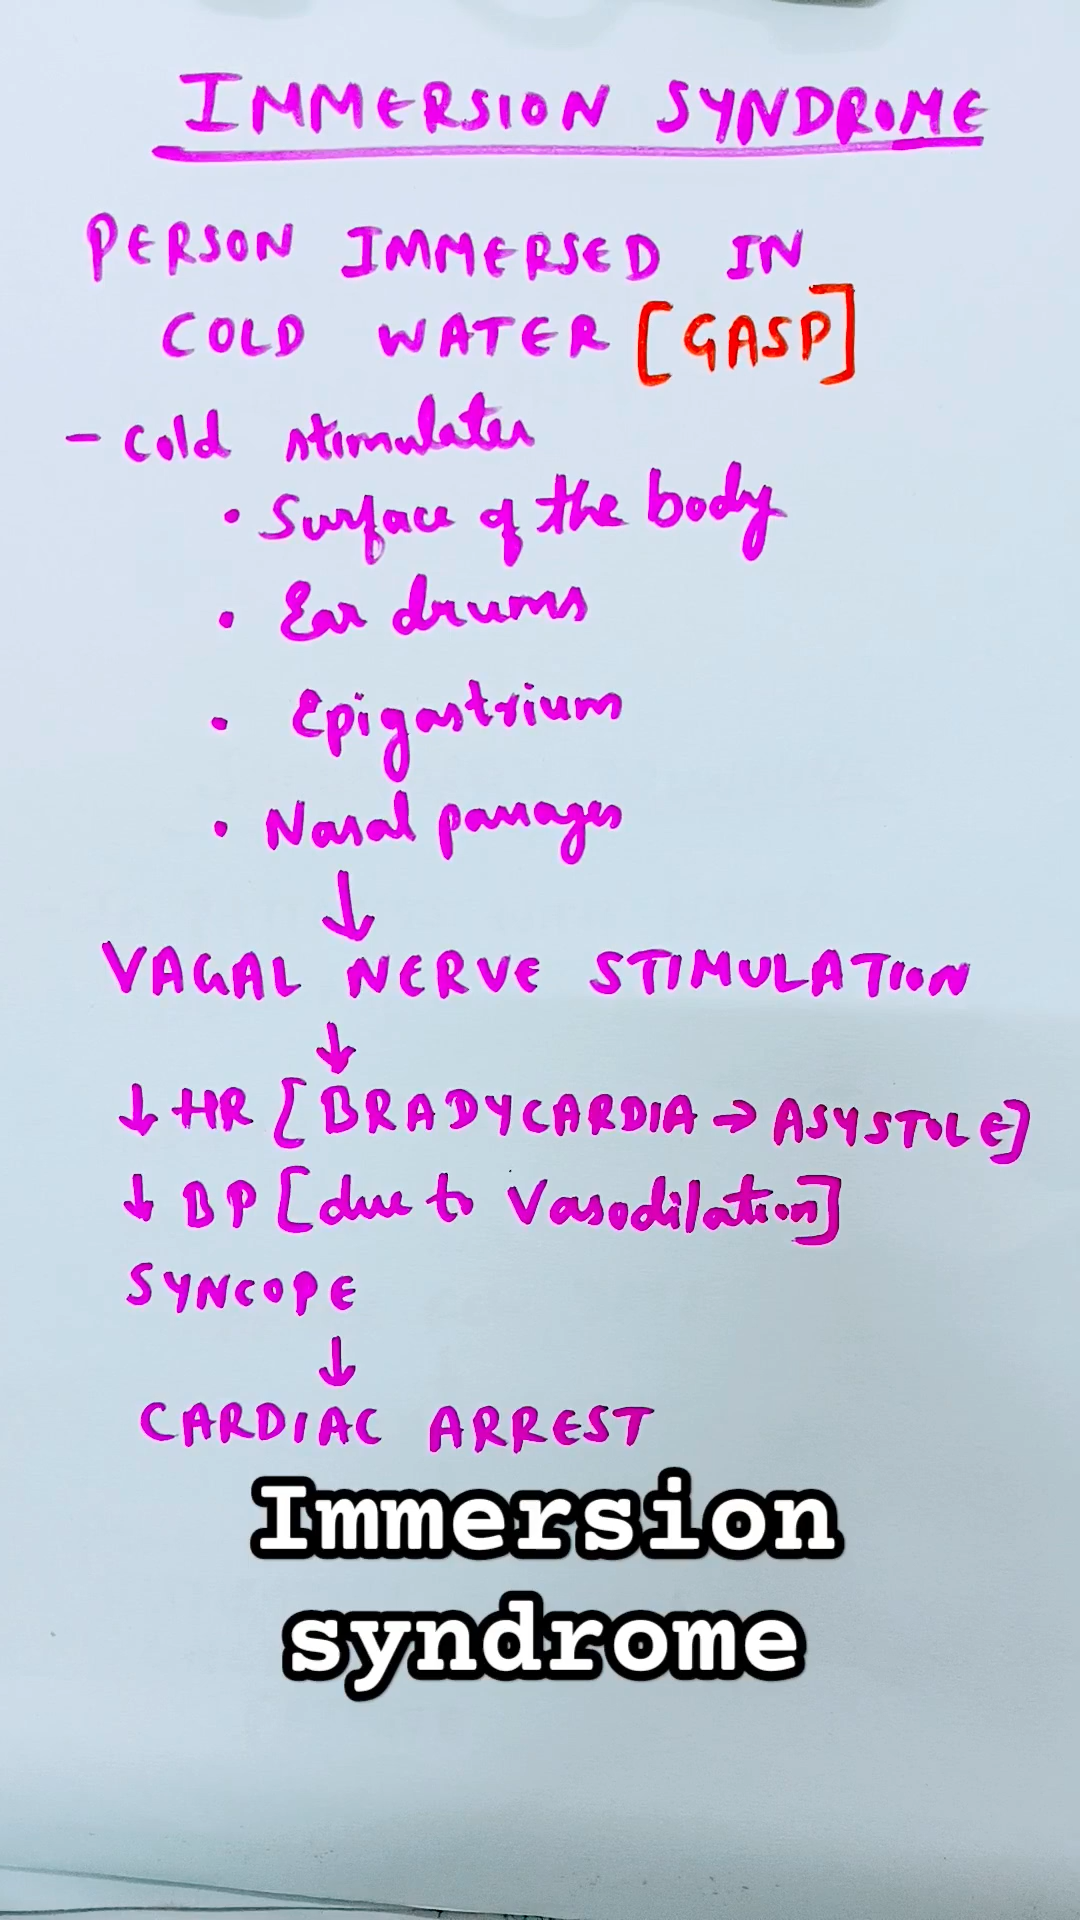 IMMERSION SYNDROME
PERSON IMMERSED IN
COLD WATER [GASP]
- Cold stimulates
• Surface of the body
• Ear drums
• Epigastrium
• Nasal passages
↓
VAGAL NERVE STIMULATION
↓
↓ HR [BRADYCARDIA → ASYSTOLE]
↓ BP [due to Vasodilation]
SYNCOPE
↓
CARDIAC ARREST
Immersion
syndrome